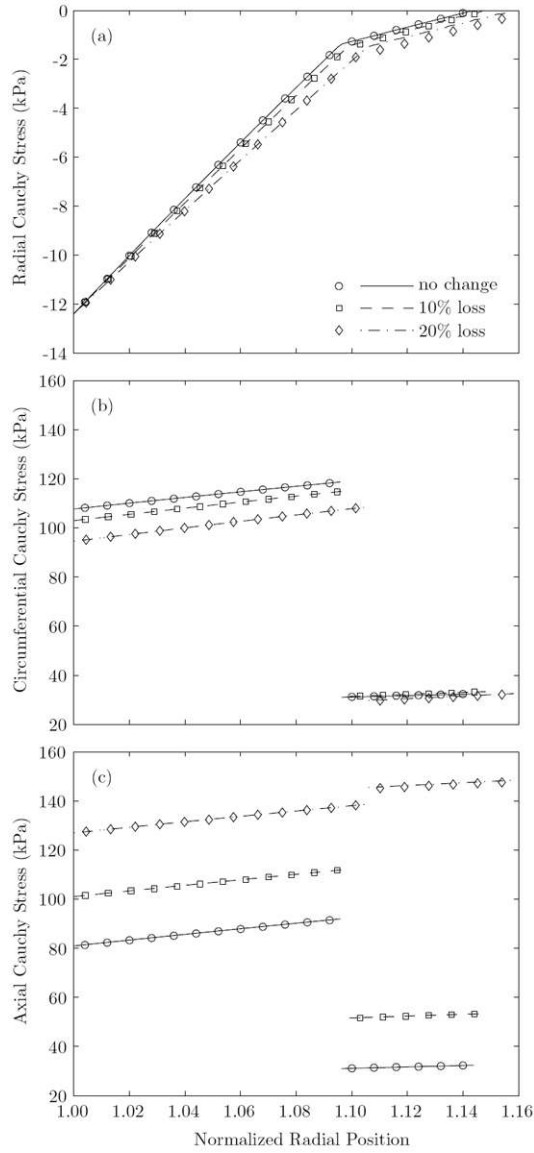 0
-2
-4
-6
-8
-10
-12
-14
Radial Cauchy Stress (kPa)
(a)
no change
10% loss
20% loss
160
140
120
100
80
60
40
20
Circumferential Cauchy Stress (kPa)
(b)
160
140
120
100
80
60
40
20
Axial Cauchy Stress (kPa)
(c)
1.00 1.02 1.04 1.06 1.08 1.10 1.12 1.14 1.16
Normalized Radial Position